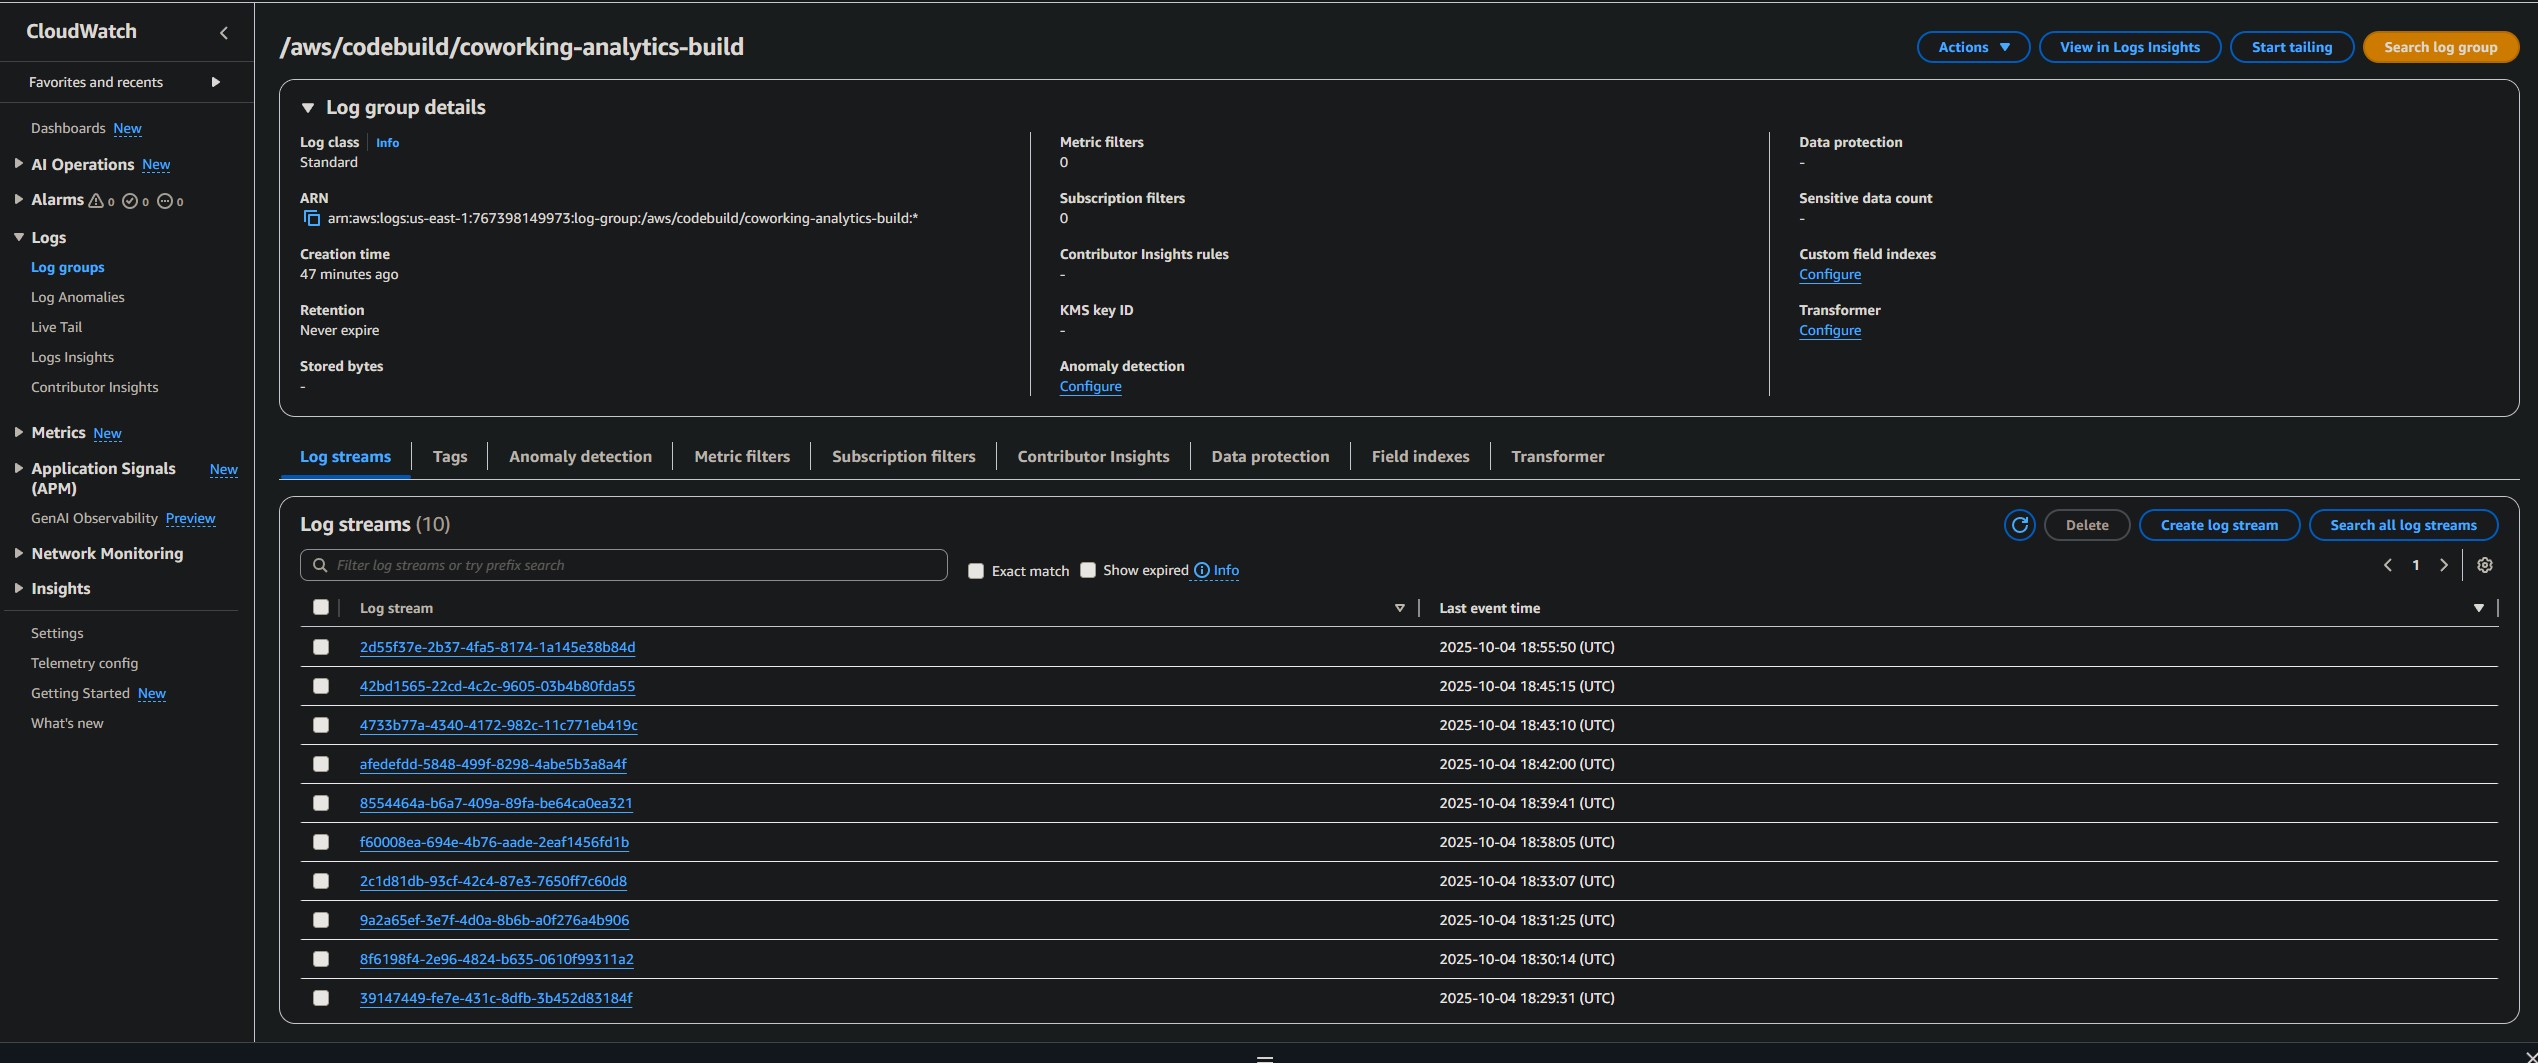 CloudWatch
Favorites and recents
Dashboards New
AI Operations New
Alarms 0 0 0
Logs
Log groups
Log Anomalies
Live Tail
Logs Insights
Contributor Insights
Metrics New
Application Signals New
(APM)
GenAI Observability Preview
Network Monitoring
Insights
Settings
Telemetry config
Getting Started New
What's new
/aws/codebuild/coworking-analytics-build
Actions View in Logs Insights Start tailing Search log group
Log group details
Log class Info
Standard
ARN
arn:aws:logs:us-east-1:767398149973:log-group:/aws/codebuild/coworking-analytics-build:*
Creation time
47 minutes ago
Retention
Never expire
Stored bytes
-
Metric filters
0
Subscription filters
0
Contributor Insights rules
-
KMS key ID
-
Anomaly detection
Configure
Data protection
-
Sensitive data count
-
Custom field indexes
Configure
Transformer
Configure
Log streams Tags Anomaly detection Metric filters Subscription filters Contributor Insights Data protection Field indexes Transformer
Log streams (10)
Delete Create log stream Search all log streams
Filter log streams or try prefix search Exact match Show expired Info 1
Log stream Last event time
2d55f37e-2b37-4fa5-8174-1a145e38b84d 2025-10-04 18:55:50 (UTC)
42bd1565-22cd-4c2c-9605-03b4b80fda55 2025-10-04 18:45:15 (UTC)
4733b77a-4340-4172-982c-11c771eb419c 2025-10-04 18:43:10 (UTC)
afedefdd-5848-499f-8298-4abe5b3a8a4f 2025-10-04 18:42:00 (UTC)
8554464a-b6a7-409a-89fa-be64ca0ea321 2025-10-04 18:39:41 (UTC)
f60008ea-694e-4b76-aade-2eaf1456fd1b 2025-10-04 18:38:05 (UTC)
2c1d81db-93cf-42c4-87e3-7650ff7c60d8 2025-10-04 18:33:07 (UTC)
9a2a65ef-3e7f-4d0a-8b6b-a0f276a4b906 2025-10-04 18:31:25 (UTC)
8f6198f4-2e96-4824-b635-0610f99311a2 2025-10-04 18:30:14 (UTC)
39147449-fe7e-431c-8dfb-3b452d83184f 2025-10-04 18:29:31 (UTC)